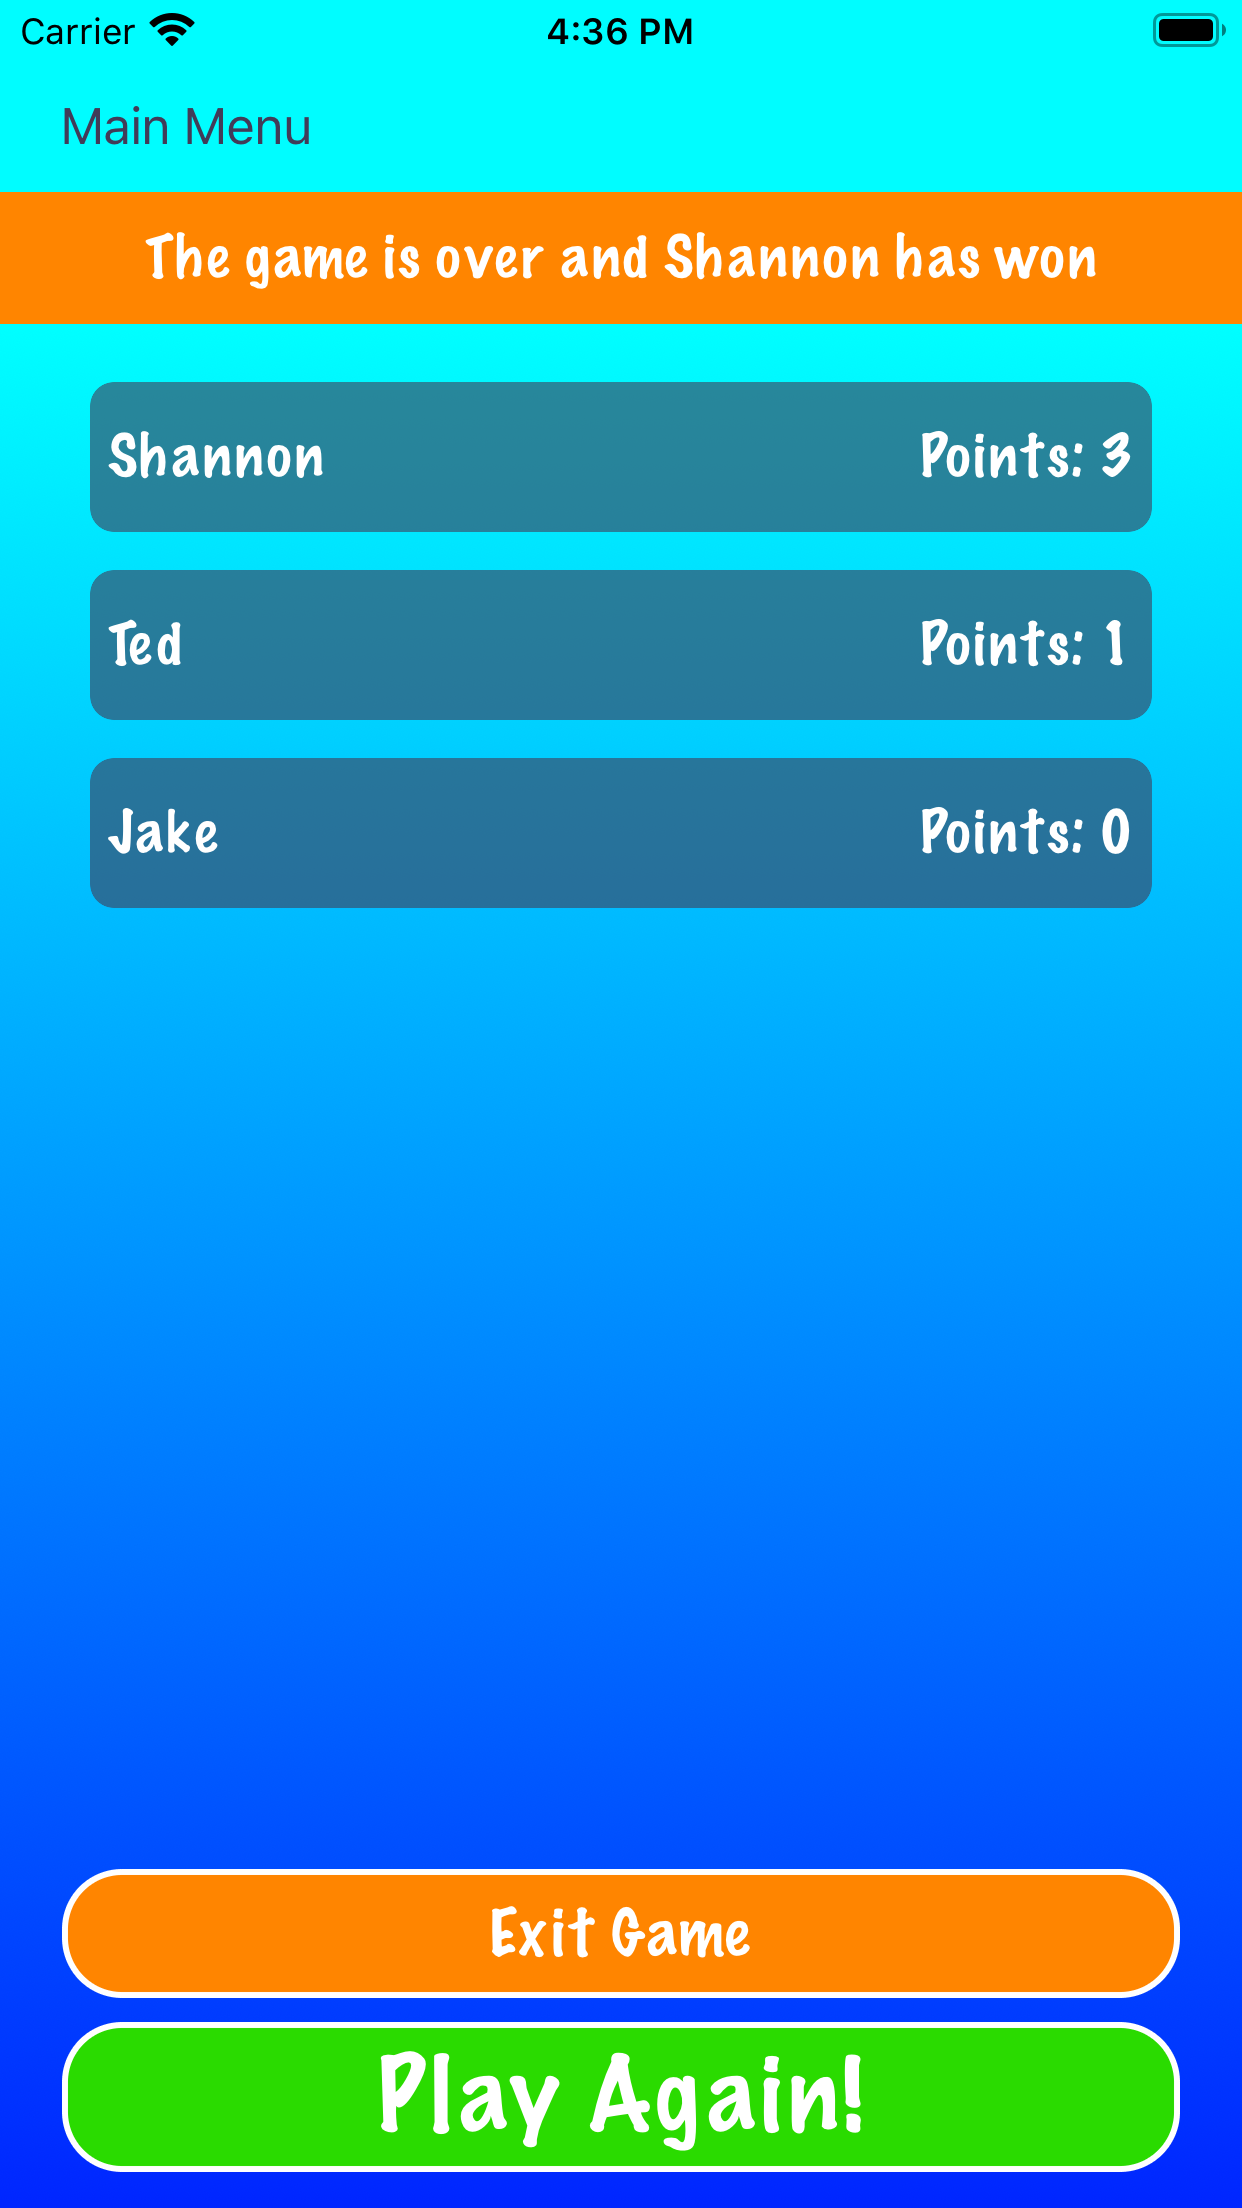 Carrier 4:36 PM
Main Menu
The game is over and Shannon has won
Shannon Points: 3
Ted Points: 1
Jake Points: 0
Exit Game
Play Again!